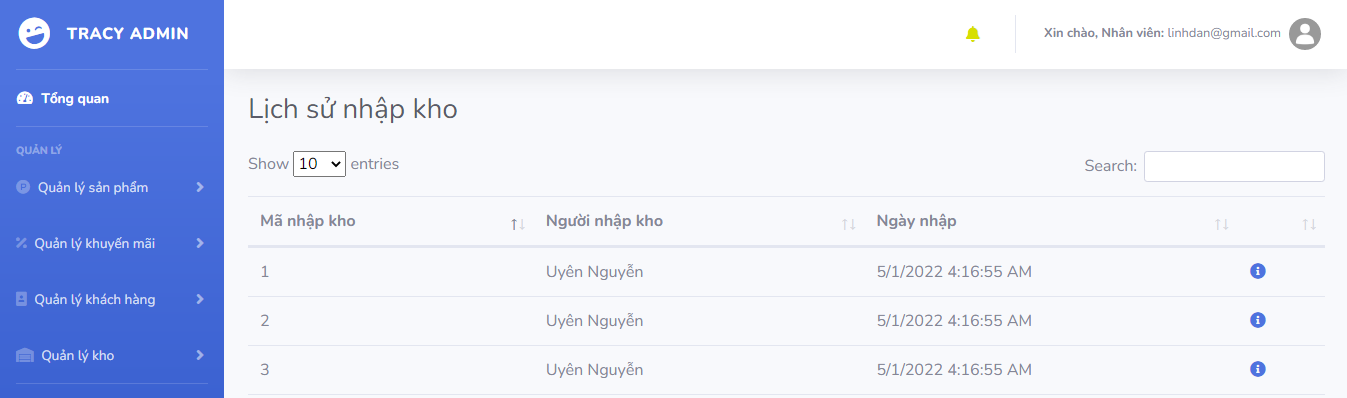 TRACY ADMIN
Xin chào, Nhân viên: linhdan@gmail.com
Tổng quan
QUẢN LÝ
Quản lý sản phẩm
Quản lý khuyến mãi
Quản lý khách hàng
Quản lý kho
Lịch sử nhập kho
Show 10 entries
Search:
Mã nhập kho Người nhập kho Ngày nhập
1 Uyên Nguyễn 5/1/2022 4:16:55 AM
2 Uyên Nguyễn 5/1/2022 4:16:55 AM
3 Uyên Nguyễn 5/1/2022 4:16:55 AM